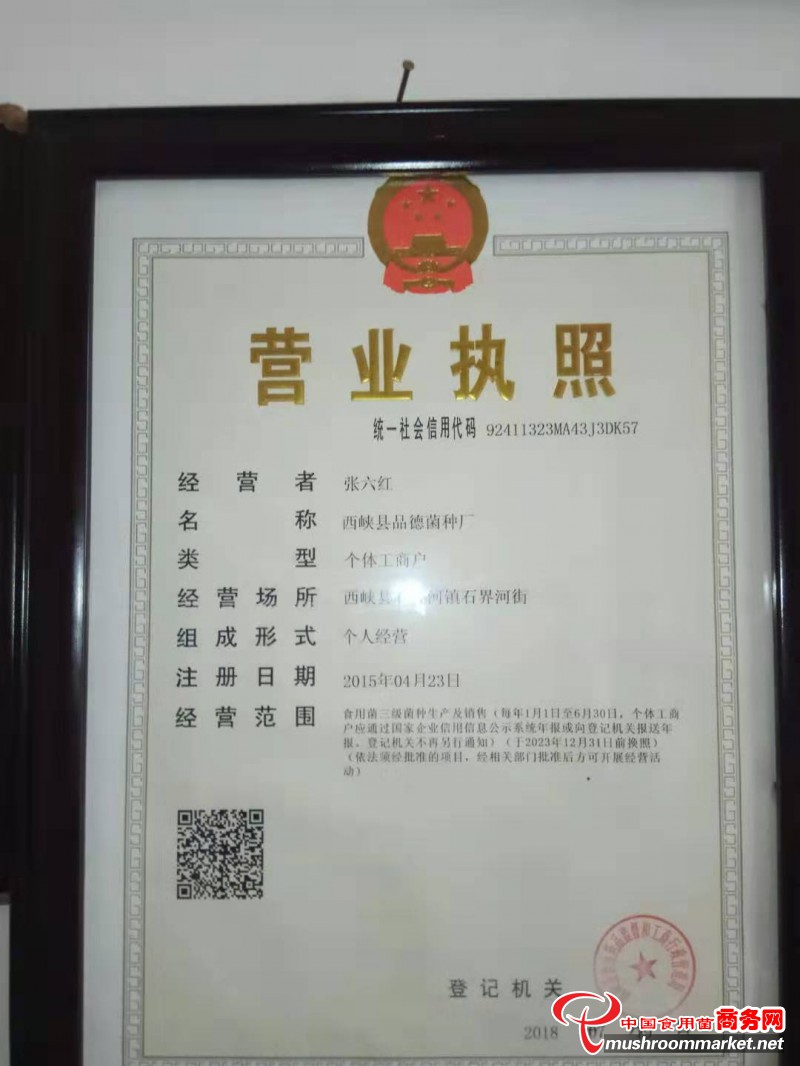 营业执照
统一社会信用代码 92411323MA43J3DK57
经营者 张六红
名称 西峡县品德菌种厂
类型 个体工商户
经营场所 西峡县 河镇石界河街
组成形式 个人经营
注册日期 2015年04月23日
经营范围 食用菌三级菌种生产及销售（每年1月1日至6月30日，个体工商
户应通过国家企业信用信息公示系统年报或向登记机关报送年
报。登记机关不再另行通知）（于2023年12月31日前换照）
（依法须经批准的项目，经相关部门批准后方可开展经营活
动）
登记机关
2018 07
中国食用菌商务网
mushroommarket.net